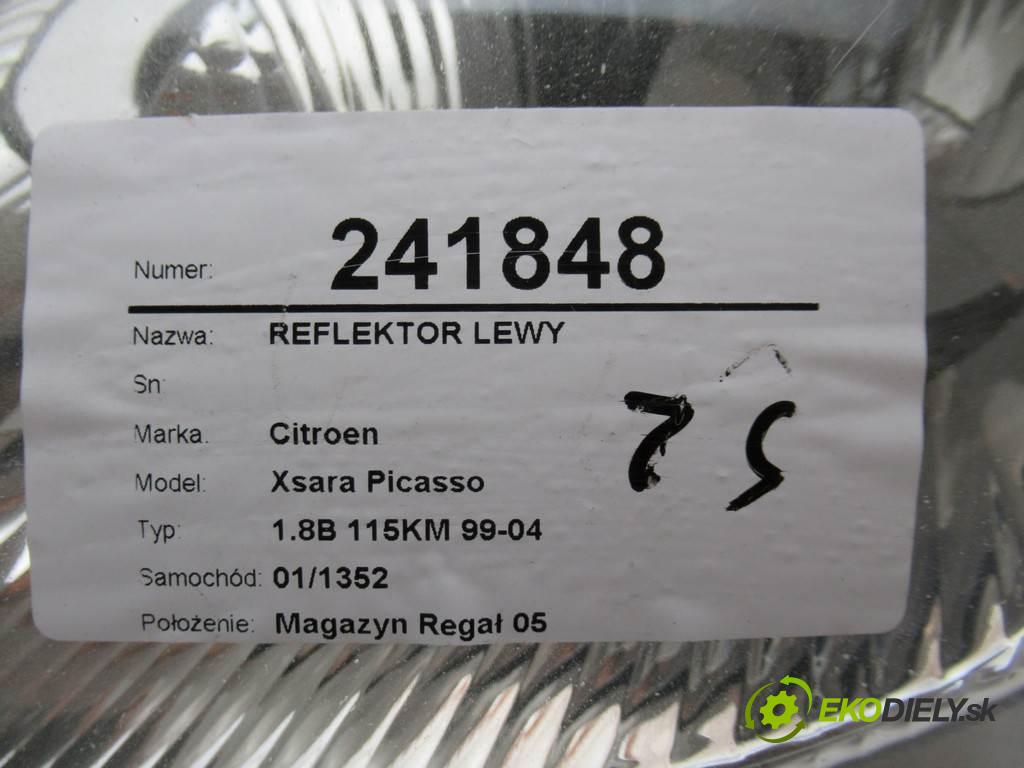 Numer: 241848
Nazwa: REFLEKTOR LEWY
Sn:
Marka: Citroen
Model: Xsara Picasso
Typ: 1.8B 115KM 99-04
Samochód: 01/1352
Położenie: Magazyn Regał 05
EKODIELY.sk